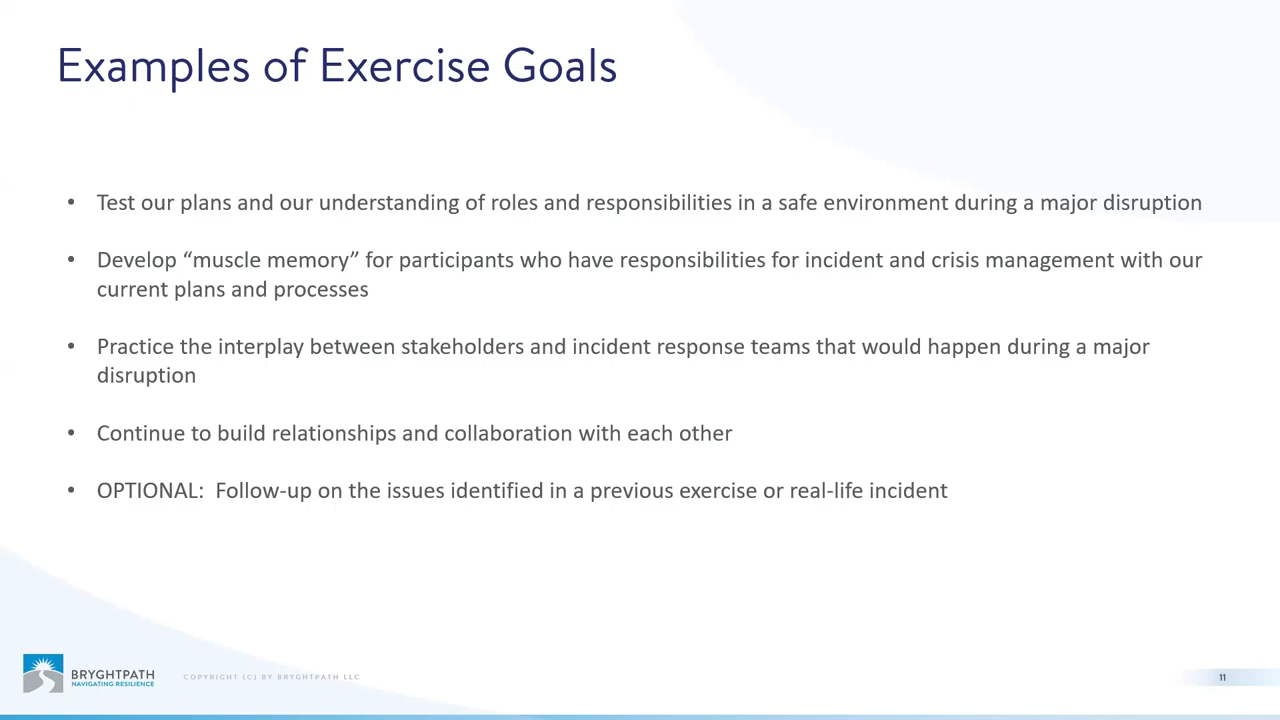 Examples of Exercise Goals
• Test our plans and our understanding of roles and responsibilities in a safe environment during a major disruption
• Develop “muscle memory” for participants who have responsibilities for incident and crisis management with our
current plans and processes
• Practice the interplay between stakeholders and incident response teams that would happen during a major
disruption
• Continue to build relationships and collaboration with each other
• OPTIONAL:  Follow-up on the issues identified in a previous exercise or real-life incident
BRYGHTPATH
NAVIGATING RESILIENCE
COPYRIGHT (C) BY BRYGHTPATH LLC
11